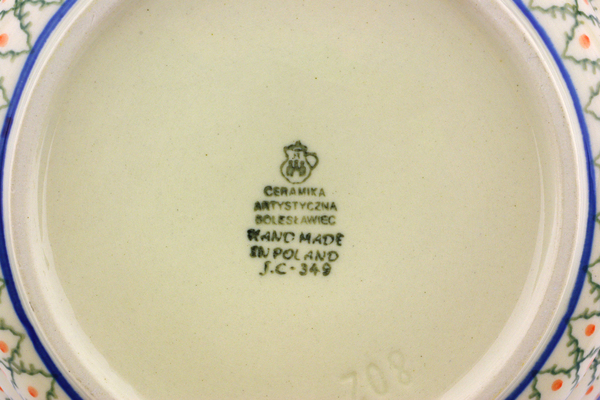 CERAMIKA
ARTYSTYCZNA
BOLESŁAWIEC
HAND MADE
IN POLAND
J.C-349
708